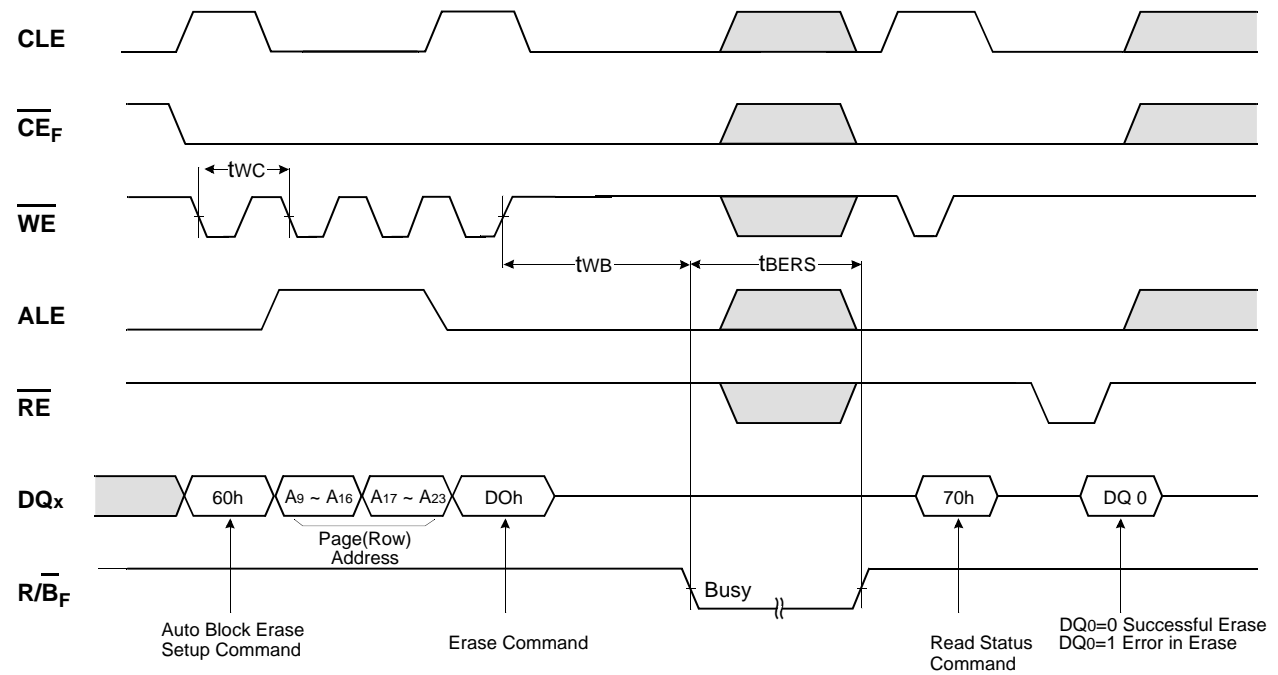 CLE
CEF
tWC
WE
tWB
tBERS
ALE
RE
DQx
60h
A9 ~ A16
A17 ~ A23
DOh
70h
DQ 0
Page(Row)
Address
R/BF
Busy
Auto Block Erase
Setup Command
Erase Command
Read Status
Command
DQ0=0 Successful Erase
DQ0=1 Error in Erase